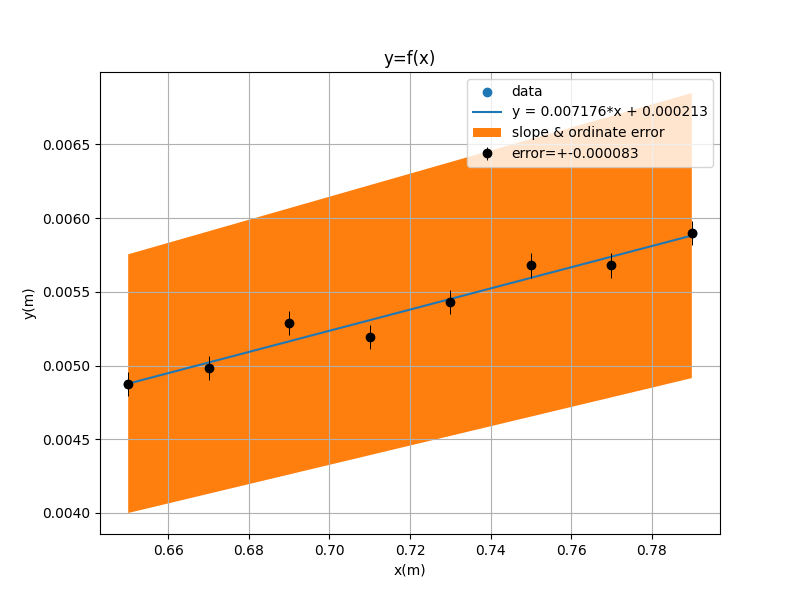 y=f(x)
data
y = 0.007176*x + 0.000213
slope & ordinate error
error=+-0.000083
0.0065
0.0060
0.0055
0.0050
0.0045
0.0040
y(m)
0.66 0.68 0.70 0.72 0.74 0.76 0.78
x(m)